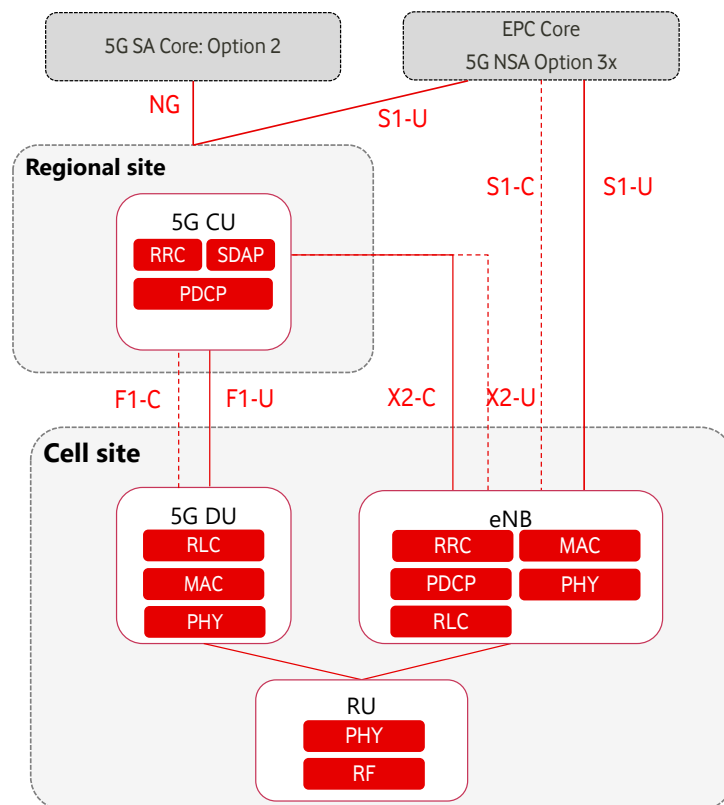 5G SA Core: Option 2
EPC Core
5G NSA Option 3x
NG
S1-U
Regional site
S1-C
S1-U
5G CU
RRC
SDAP
PDCP
F1-C
F1-U
X2-C
X2-U
Cell site
5G DU
RLC
MAC
PHY
eNB
RRC
MAC
PDCP
PHY
RLC
RU
PHY
RF